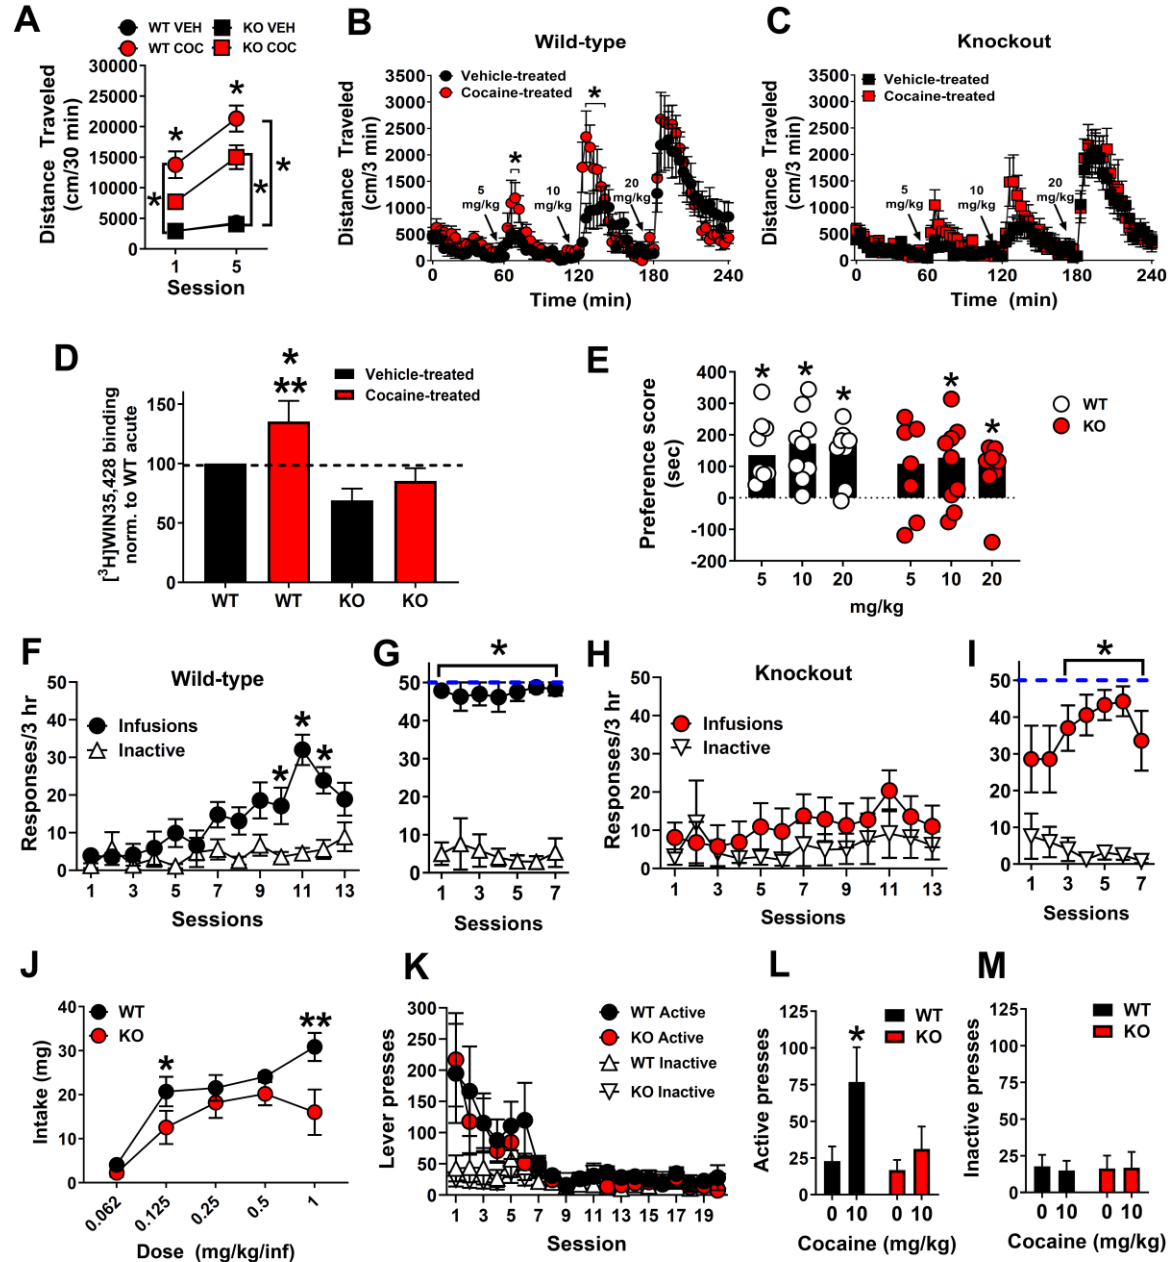 A
WT VEH
KO VEH
WT COC
KO COC
Distance Traveled
(cm/30 min)
30000
25000
20000
15000
10000
5000
0
*
*
*
*
*
1
5
Session
B
Wild-type
Vehicle-treated
Cocaine-treated
Distance Traveled
(cm/3 min)
3500
3000
2500
2000
1500
1000
500
0
*
*
5
mg/kg
10
mg/kg
20
mg/kg
0
60
120
180
240
Time (min)
C
Knockout
Vehicle-treated
Cocaine-treated
Distance Traveled
(cm/3 min)
3500
3000
2500
2000
1500
1000
500
0
5
mg/kg
10
mg/kg
20
mg/kg
0
60
120
180
240
Time (min)
D
Vehicle-treated
Cocaine-treated
[³H]WIN35,428 binding
norm. to WT acute
150
100
50
0
*
**
WT
WT
KO
KO
E
Preference score
(sec)
400
300
200
100
0
-100
-200
*
*
*
*
*
WT
KO
5
10
20
5
10
20
mg/kg
F
Wild-type
Infusions
Inactive
Responses/3 hr
50
40
30
20
10
0
*
*
*
1
3
5
7
9
11
13
Sessions
G
*
50
40
30
20
10
0
1
3
5
7
Sessions
H
Knockout
Infusions
Inactive
Responses/3 hr
50
40
30
20
10
0
1
3
5
7
9
11
13
Sessions
I
*
50
40
30
20
10
0
1
3
5
7
Sessions
J
WT
KO
Intake (mg)
40
30
20
10
0
*
**
0.062
0.125
0.25
0.5
1
Dose (mg/kg/inf)
K
WT Active
KO Active
WT Inactive
KO Inactive
Lever presses
300
250
200
150
100
50
0
1
3
5
7
9
11
13
15
17
19
Session
L
WT
KO
Active presses
125
100
75
50
25
0
*
0
10
0
10
Cocaine (mg/kg)
M
WT
KO
Inactive presses
125
100
75
50
25
0
0
10
0
10
Cocaine (mg/kg)